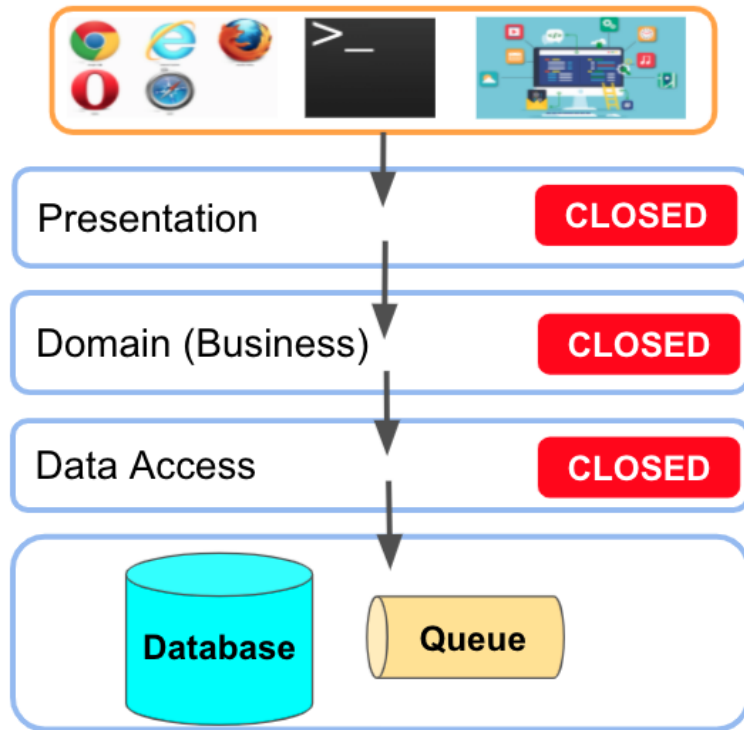 >_
Presentation
CLOSED
Domain (Business)
CLOSED
Data Access
CLOSED
Database
Queue